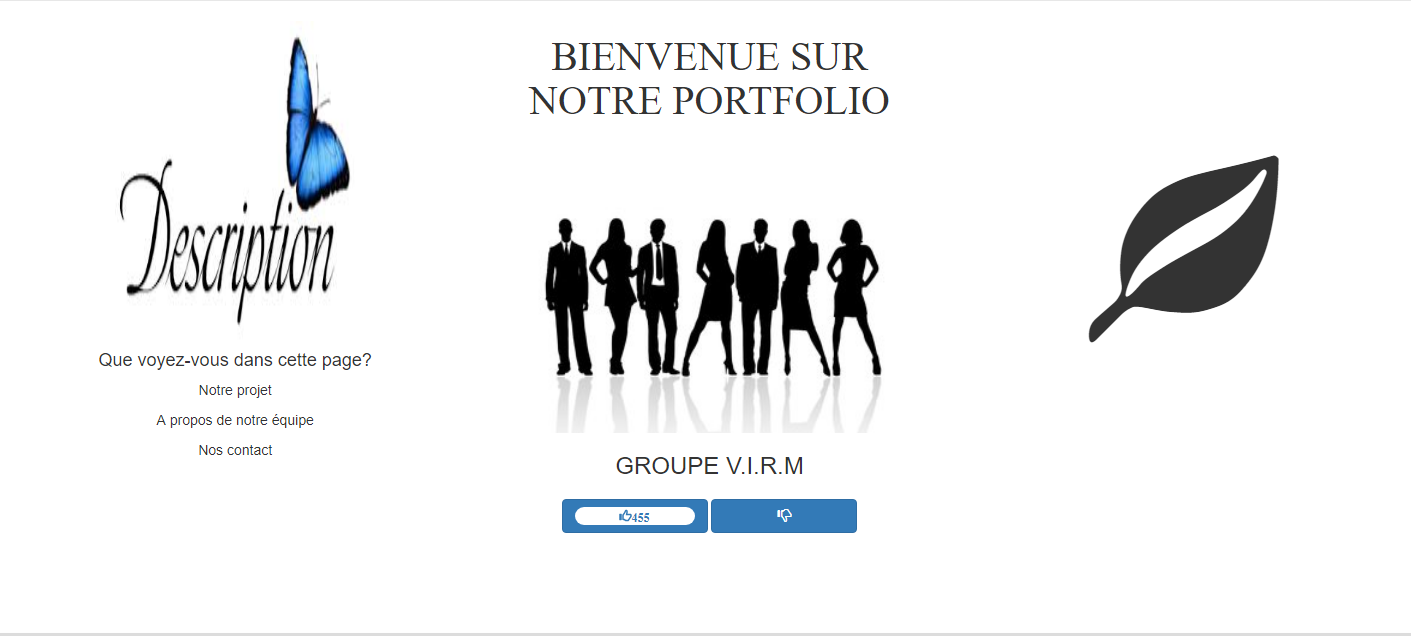 Description
Que voyez-vous dans cette page?
Notre projet
A propos de notre équipe
Nos contact
BIENVENUE SUR
NOTRE PORTFOLIO
GROUPE V.I.R.M
455